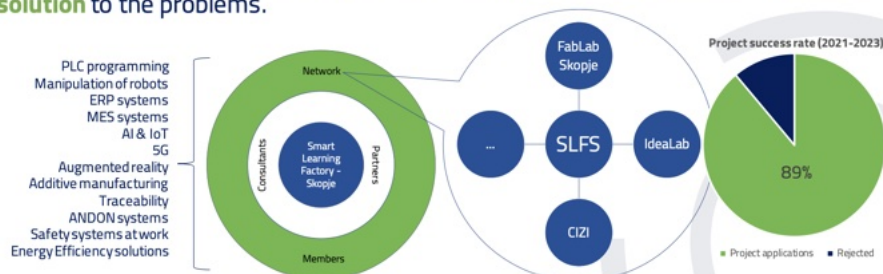 solution to the problems.
PLC programming
Manipulation of robots
ERP systems
MES systems
AI & IoT
5G
Augmented reality
Additive manufacturing
Traceability
ANDON systems
Safety systems at work
Energy Efficiency solutions
Network
Consultants
Smart
Learning
Factory -
Skopje
Partners
Members
FabLab
Skopje
...
SLFS
IdeaLab
CIZI
Project success rate (2021-2023)
89%
Project applications
Rejected